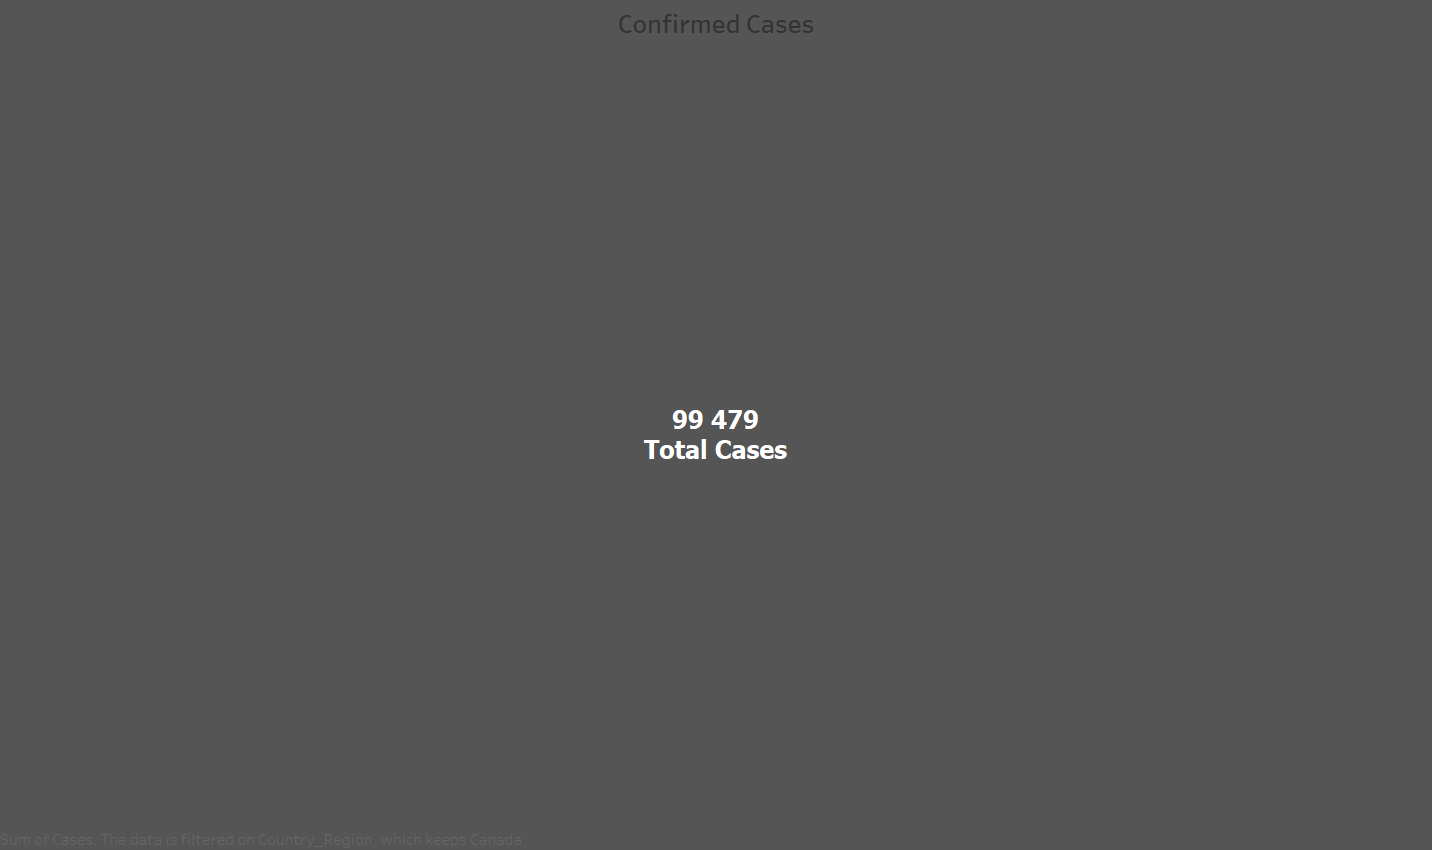 Confirmed Cases
99 479
Total Cases
Sum of Cases. The data is filtered on Country_Region, which keeps Canada.